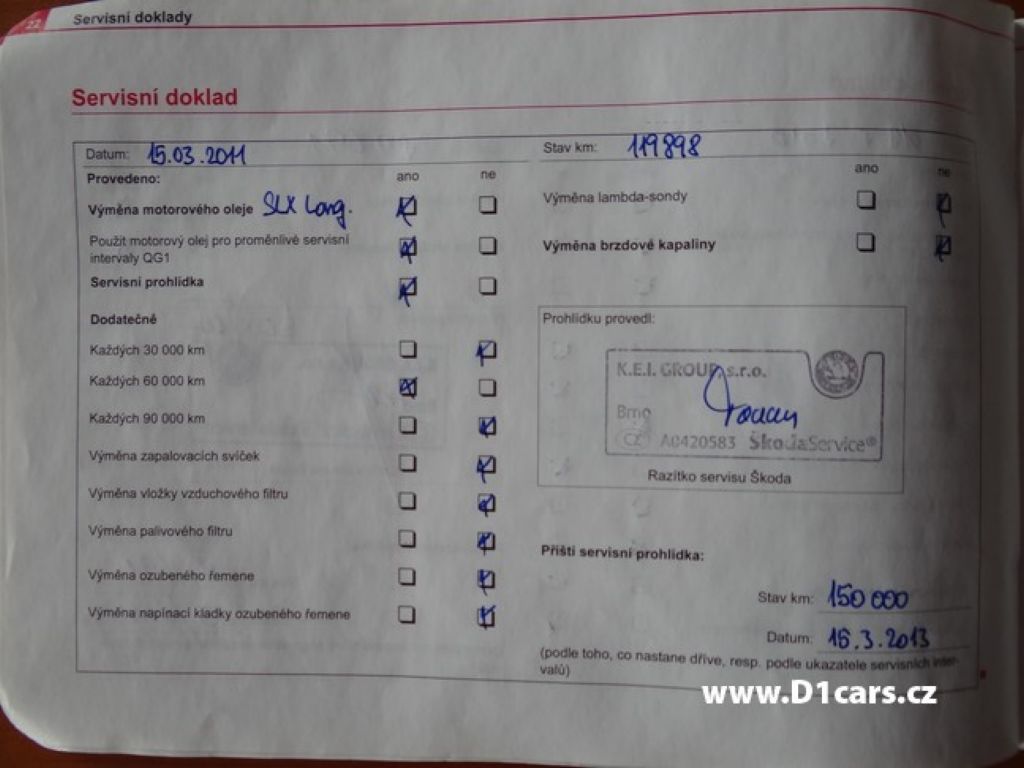 22 Servisní doklady
Servisní doklad
Datum: 15.03.2011
Stav km: 119898
Provedeno: ano ne
ano ne
Výměna motorového oleje SLX Long.
Výměna lambda-sondy
Použit motorový olej pro proměnlivé servisní
intervaly QG1
Výměna brzdové kapaliny
Servisní prohlídka
Dodatečně
Každých 30 000 km
Každých 60 000 km
Každých 90 000 km
Výměna zapalovacích svíček
Výměna vložky vzduchového filtru
Výměna palivového filtru
Výměna ozubeného řemene
Výměna napínací kladky ozubeného řemene
Prohlídku provedl:
K.E.I. GROUP, s.r.o.
Brno
CZ A0420583 ŠkodaService®
Razítko servisu Škoda
Příští servisní prohlídka:
Stav km: 150 000
Datum: 16.3.2013
(podle toho, co nastane dříve, resp. podle ukazatele servisních inter-
valů)
www.D1cars.cz